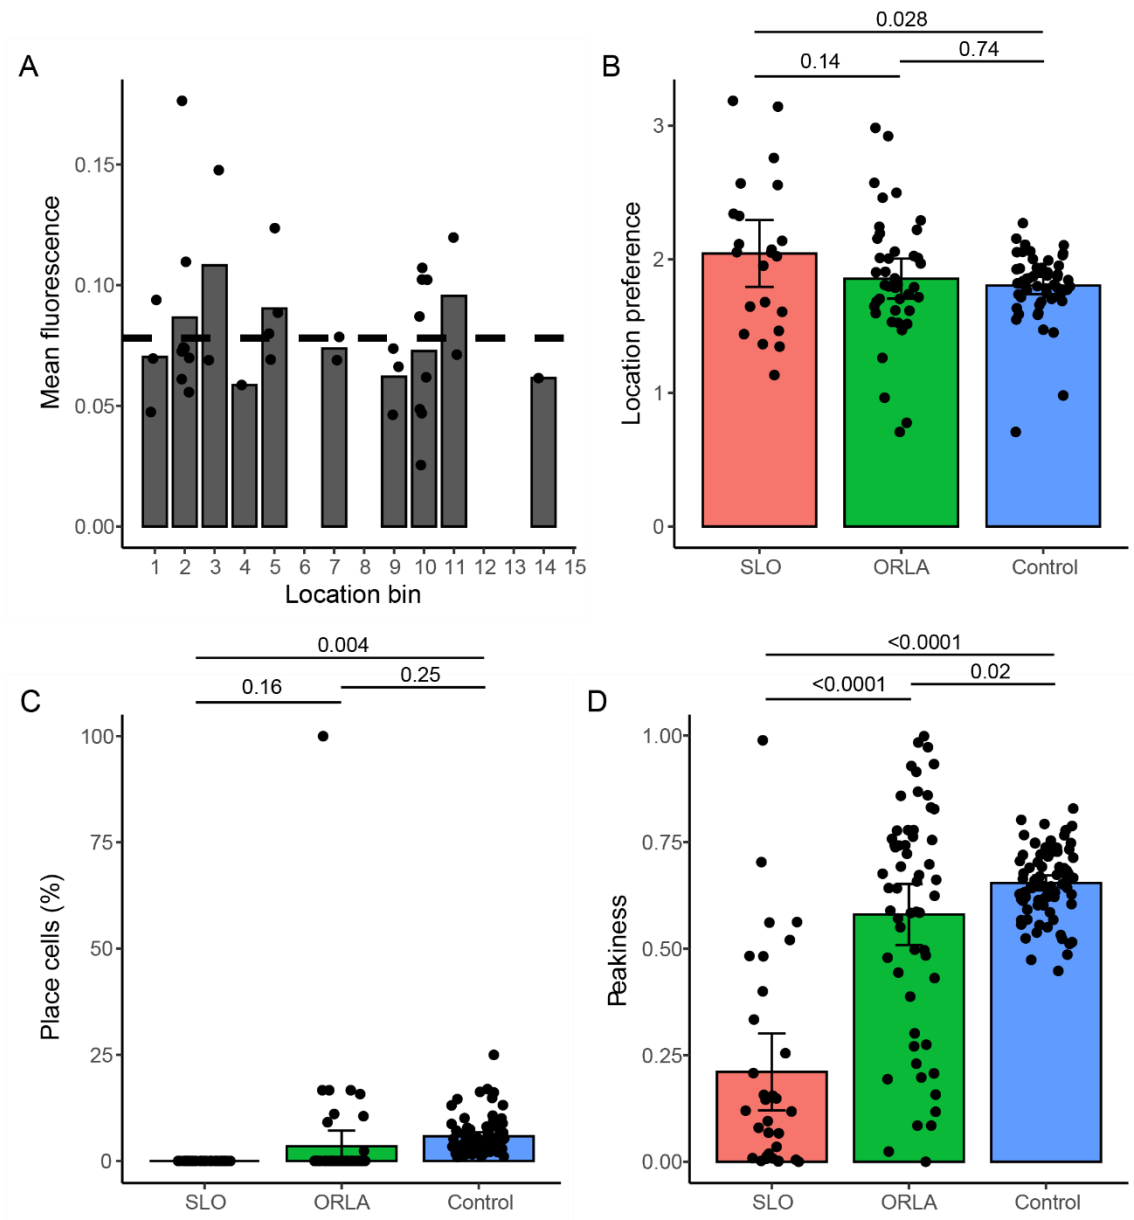 A
Mean fluorescence
0.15
0.10
0.05
0.00
1 2 3 4 5 6 7 8 9 10 11 12 13 14 15
Location bin
B
0.028
0.14
0.74
Location preference
3
2
1
0
SLO ORLA Control
C
0.004
0.16
0.25
Place cells (%)
100
75
50
25
0
SLO ORLA Control
D
<0.0001
<0.0001
0.02
Peakiness
1.00
0.75
0.50
0.25
0.00
SLO ORLA Control